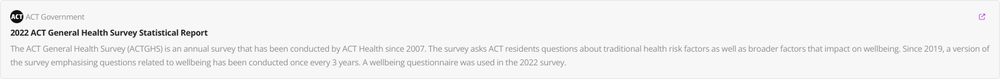 ACT ACT Government
2022 ACT General Health Survey Statistical Report
The ACT General Health Survey (ACTGHS) is an annual survey that has been conducted by ACT Health since 2007. The survey asks ACT residents questions about traditional health risk factors as well as broader factors that impact on wellbeing. Since 2019, a version of
the survey emphasising questions related to wellbeing has been conducted once every 3 years. A wellbeing questionnaire was used in the 2022 survey.